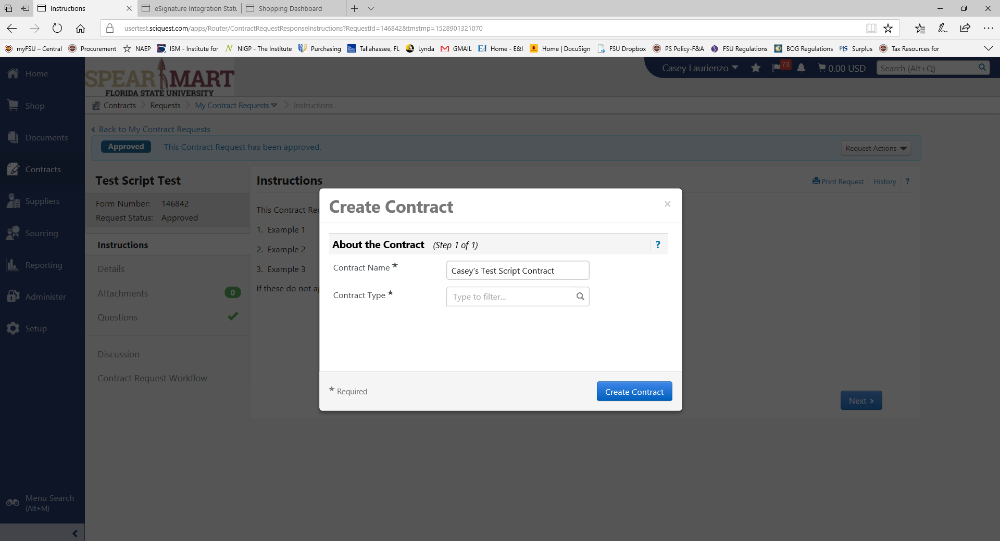 Instructions
eSignature Integration Statu
Shopping Dashboard
usertest.sciquest.com/apps/Router/ContractRequestResponseInstructions?RequestId=146842&tmstmp=1528901321070
myFSU – Central
Procurement
NAEP
ISM - Institute for
NIGP - The Institute
Purchasing
Tallahassee, FL
Lynda
GMAIL
Home - E&I
Home | DocuSign
FSU Dropbox
PS Policy-F&A
FSU Regulations
BOG Regulations
Surplus
Tax Resources for
SPEAR MART
FLORIDA STATE UNIVERSITY
Casey Laurienzo
73
0.00 USD
Search (Alt+Q)
Home
Shop
Documents
Contracts
Suppliers
Sourcing
Reporting
Administer
Setup
Menu Search
(Alt+M)
Contracts
Requests
My Contract Requests
Instructions
Back to My Contract Requests
Approved
This Contract Request has been approved.
Request Actions
Test Script Test
Form Number: 146842
Request Status: Approved
Instructions
Details
Attachments 0
Questions
Discussion
Contract Request Workflow
Instructions
Print Request
History
?
This Contract Rec
1. Example 1
2. Example 2
3. Example 3
If these do not a
Next
Create Contract
×
About the Contract (Step 1 of 1)
?
Contract Name ★
Casey's Test Script Contract
Contract Type ★
Type to filter...
★ Required
Create Contract